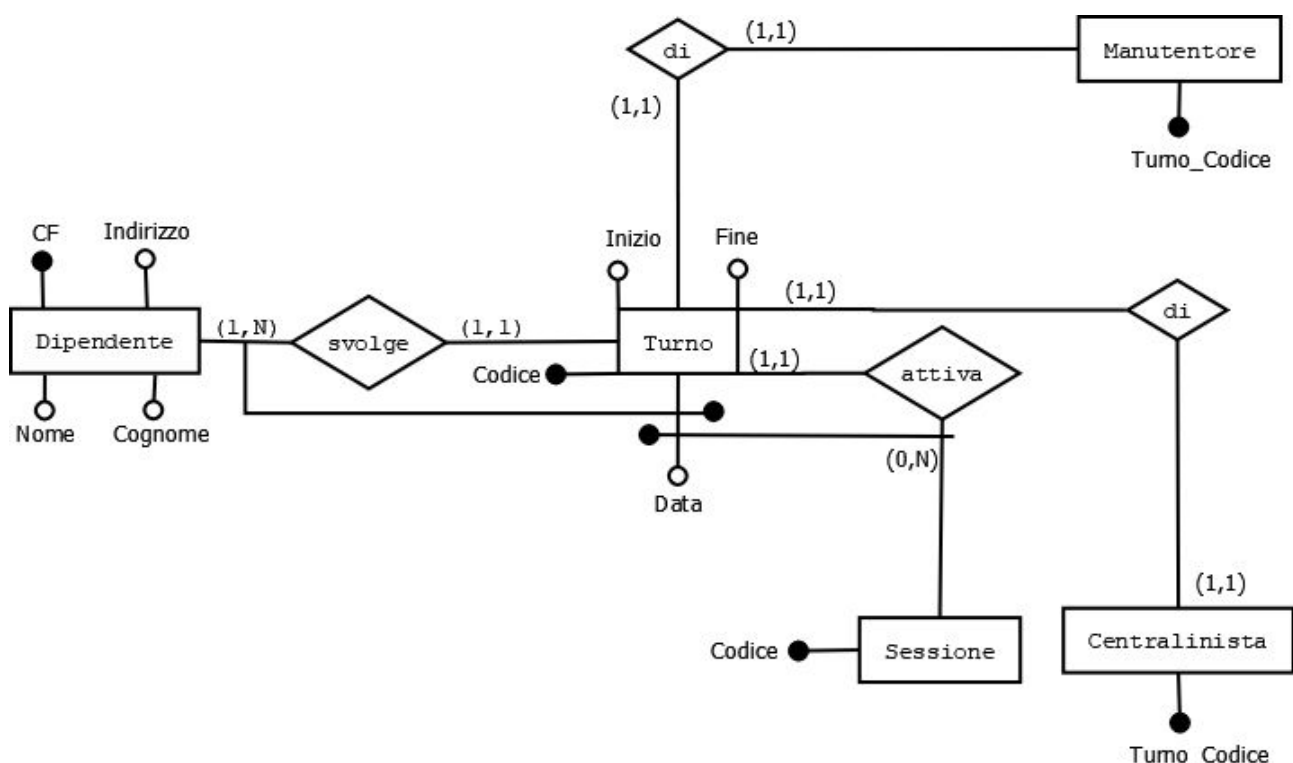 di
(1,1)
Manutentore
(1,1)
Turno_Codice
CF
Indirizzo
Inizio
Fine
(1,1)
di
Dipendente
(1,N)
svolge
(1,1)
Turno
(1,1)
attiva
Codice
Nome
Cognome
(0,N)
Data
(1,1)
Centralinista
Codice
Sessione
Turno_Codice